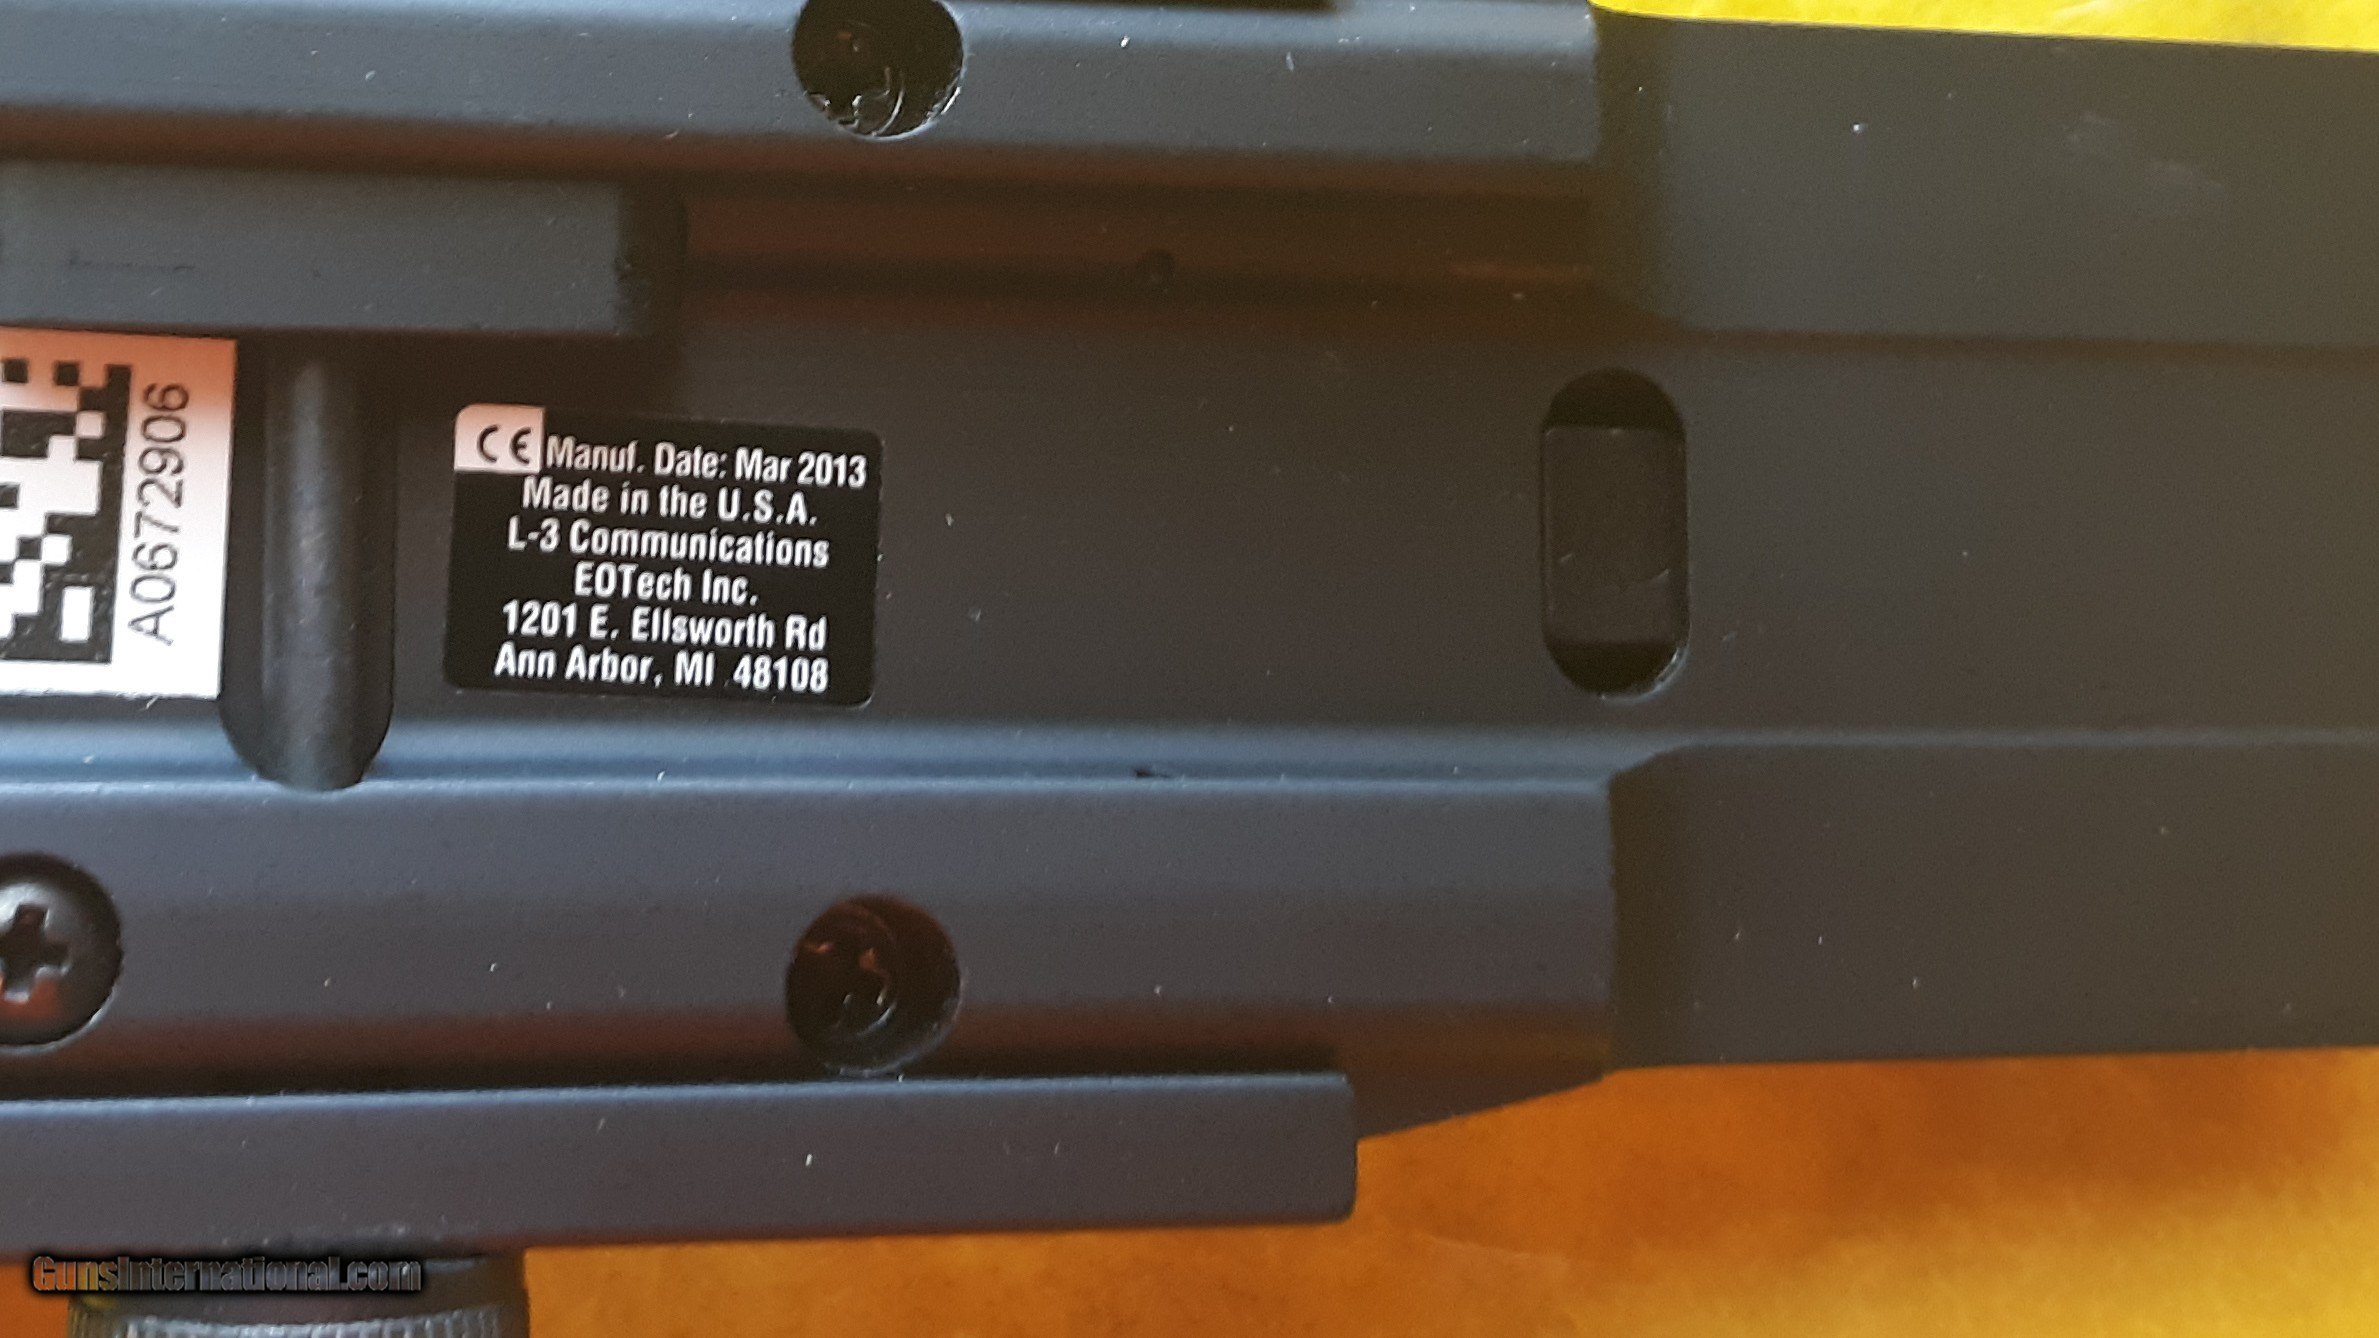 A0672906
CE Manuf. Date: Mar 2013
Made in the U.S.A.
L-3 Communications
EOTech Inc.
1201 E. Ellsworth Rd
Ann Arbor, MI 48108
GunsInternational.com